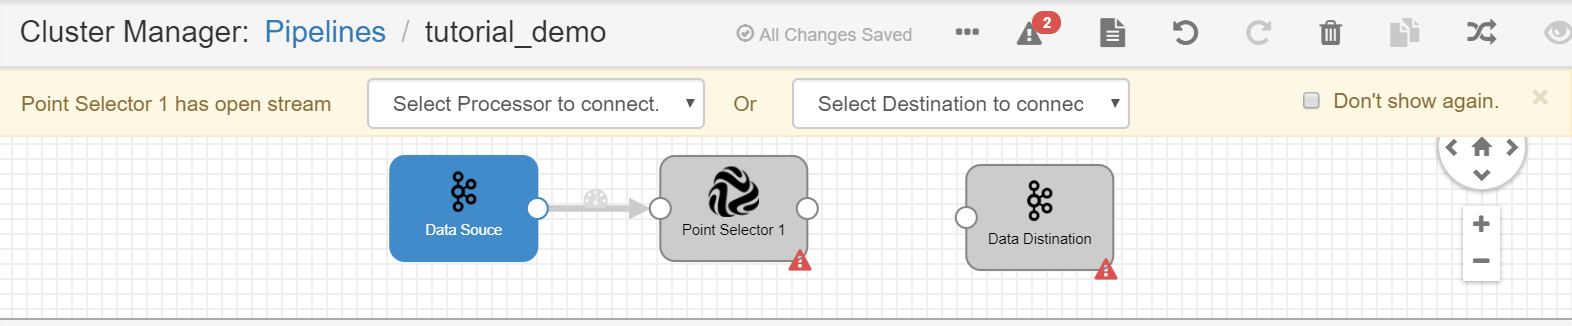 Cluster Manager: Pipelines / tutorial_demo
All Changes Saved
2
Point Selector 1 has open stream
Select Processor to connect.
Or
Select Destination to connec
Don't show again.
Data Souce
Point Selector 1
Data Distination